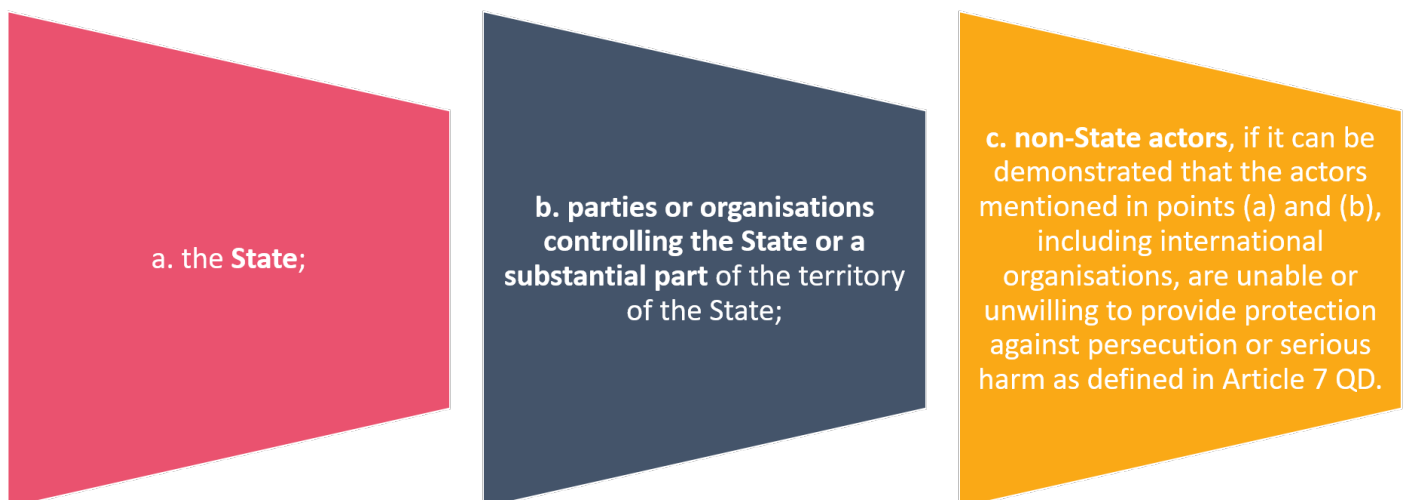 a. the State;
b. parties or organisations
controlling the State or a
substantial part of the territory
of the State;
c. non-State actors, if it can be
demonstrated that the actors
mentioned in points (a) and (b),
including international
organisations, are unable or
unwilling to provide protection
against persecution or serious
harm as defined in Article 7 QD.